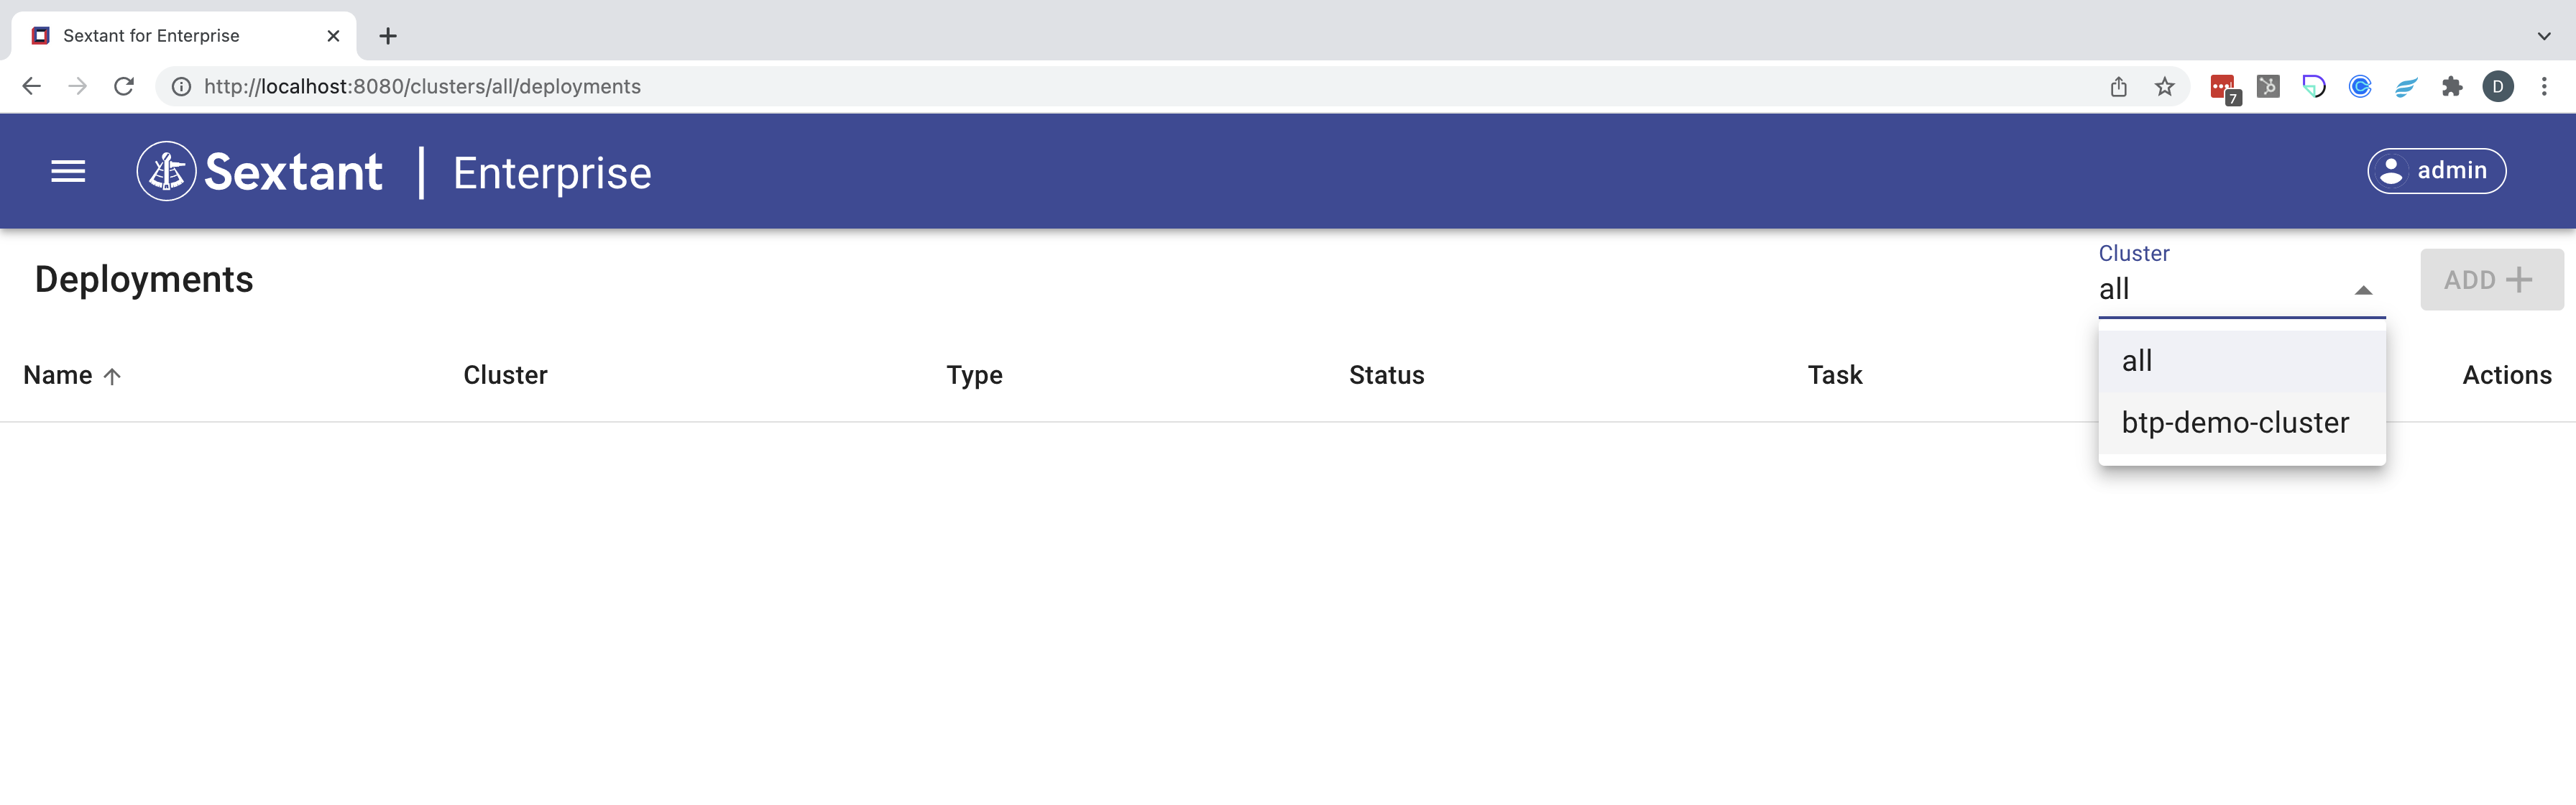 Sextant for Enterprise
http://localhost:8080/clusters/all/deployments
7
D
Sextant | Enterprise
admin
Deployments
Cluster
all
ADD
Name Cluster Type Status Task Actions
all
btp-demo-cluster